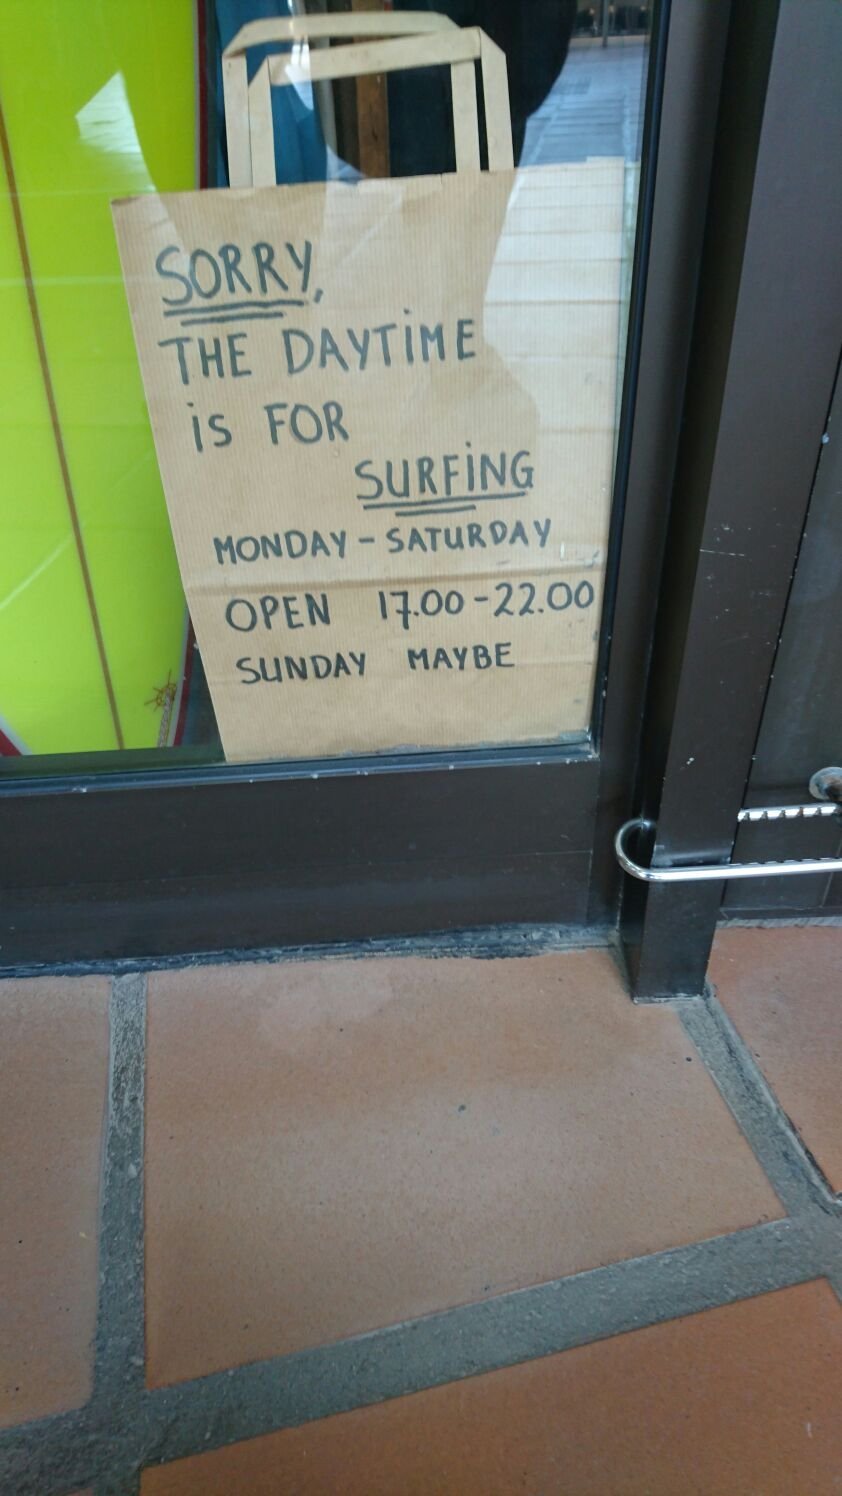 SORRY,
THE DAYTIME
iS FOR
SURFING
MONDAY - SATURDAY
OPEN 17.00 - 22.00
SUNDAY MAYBE